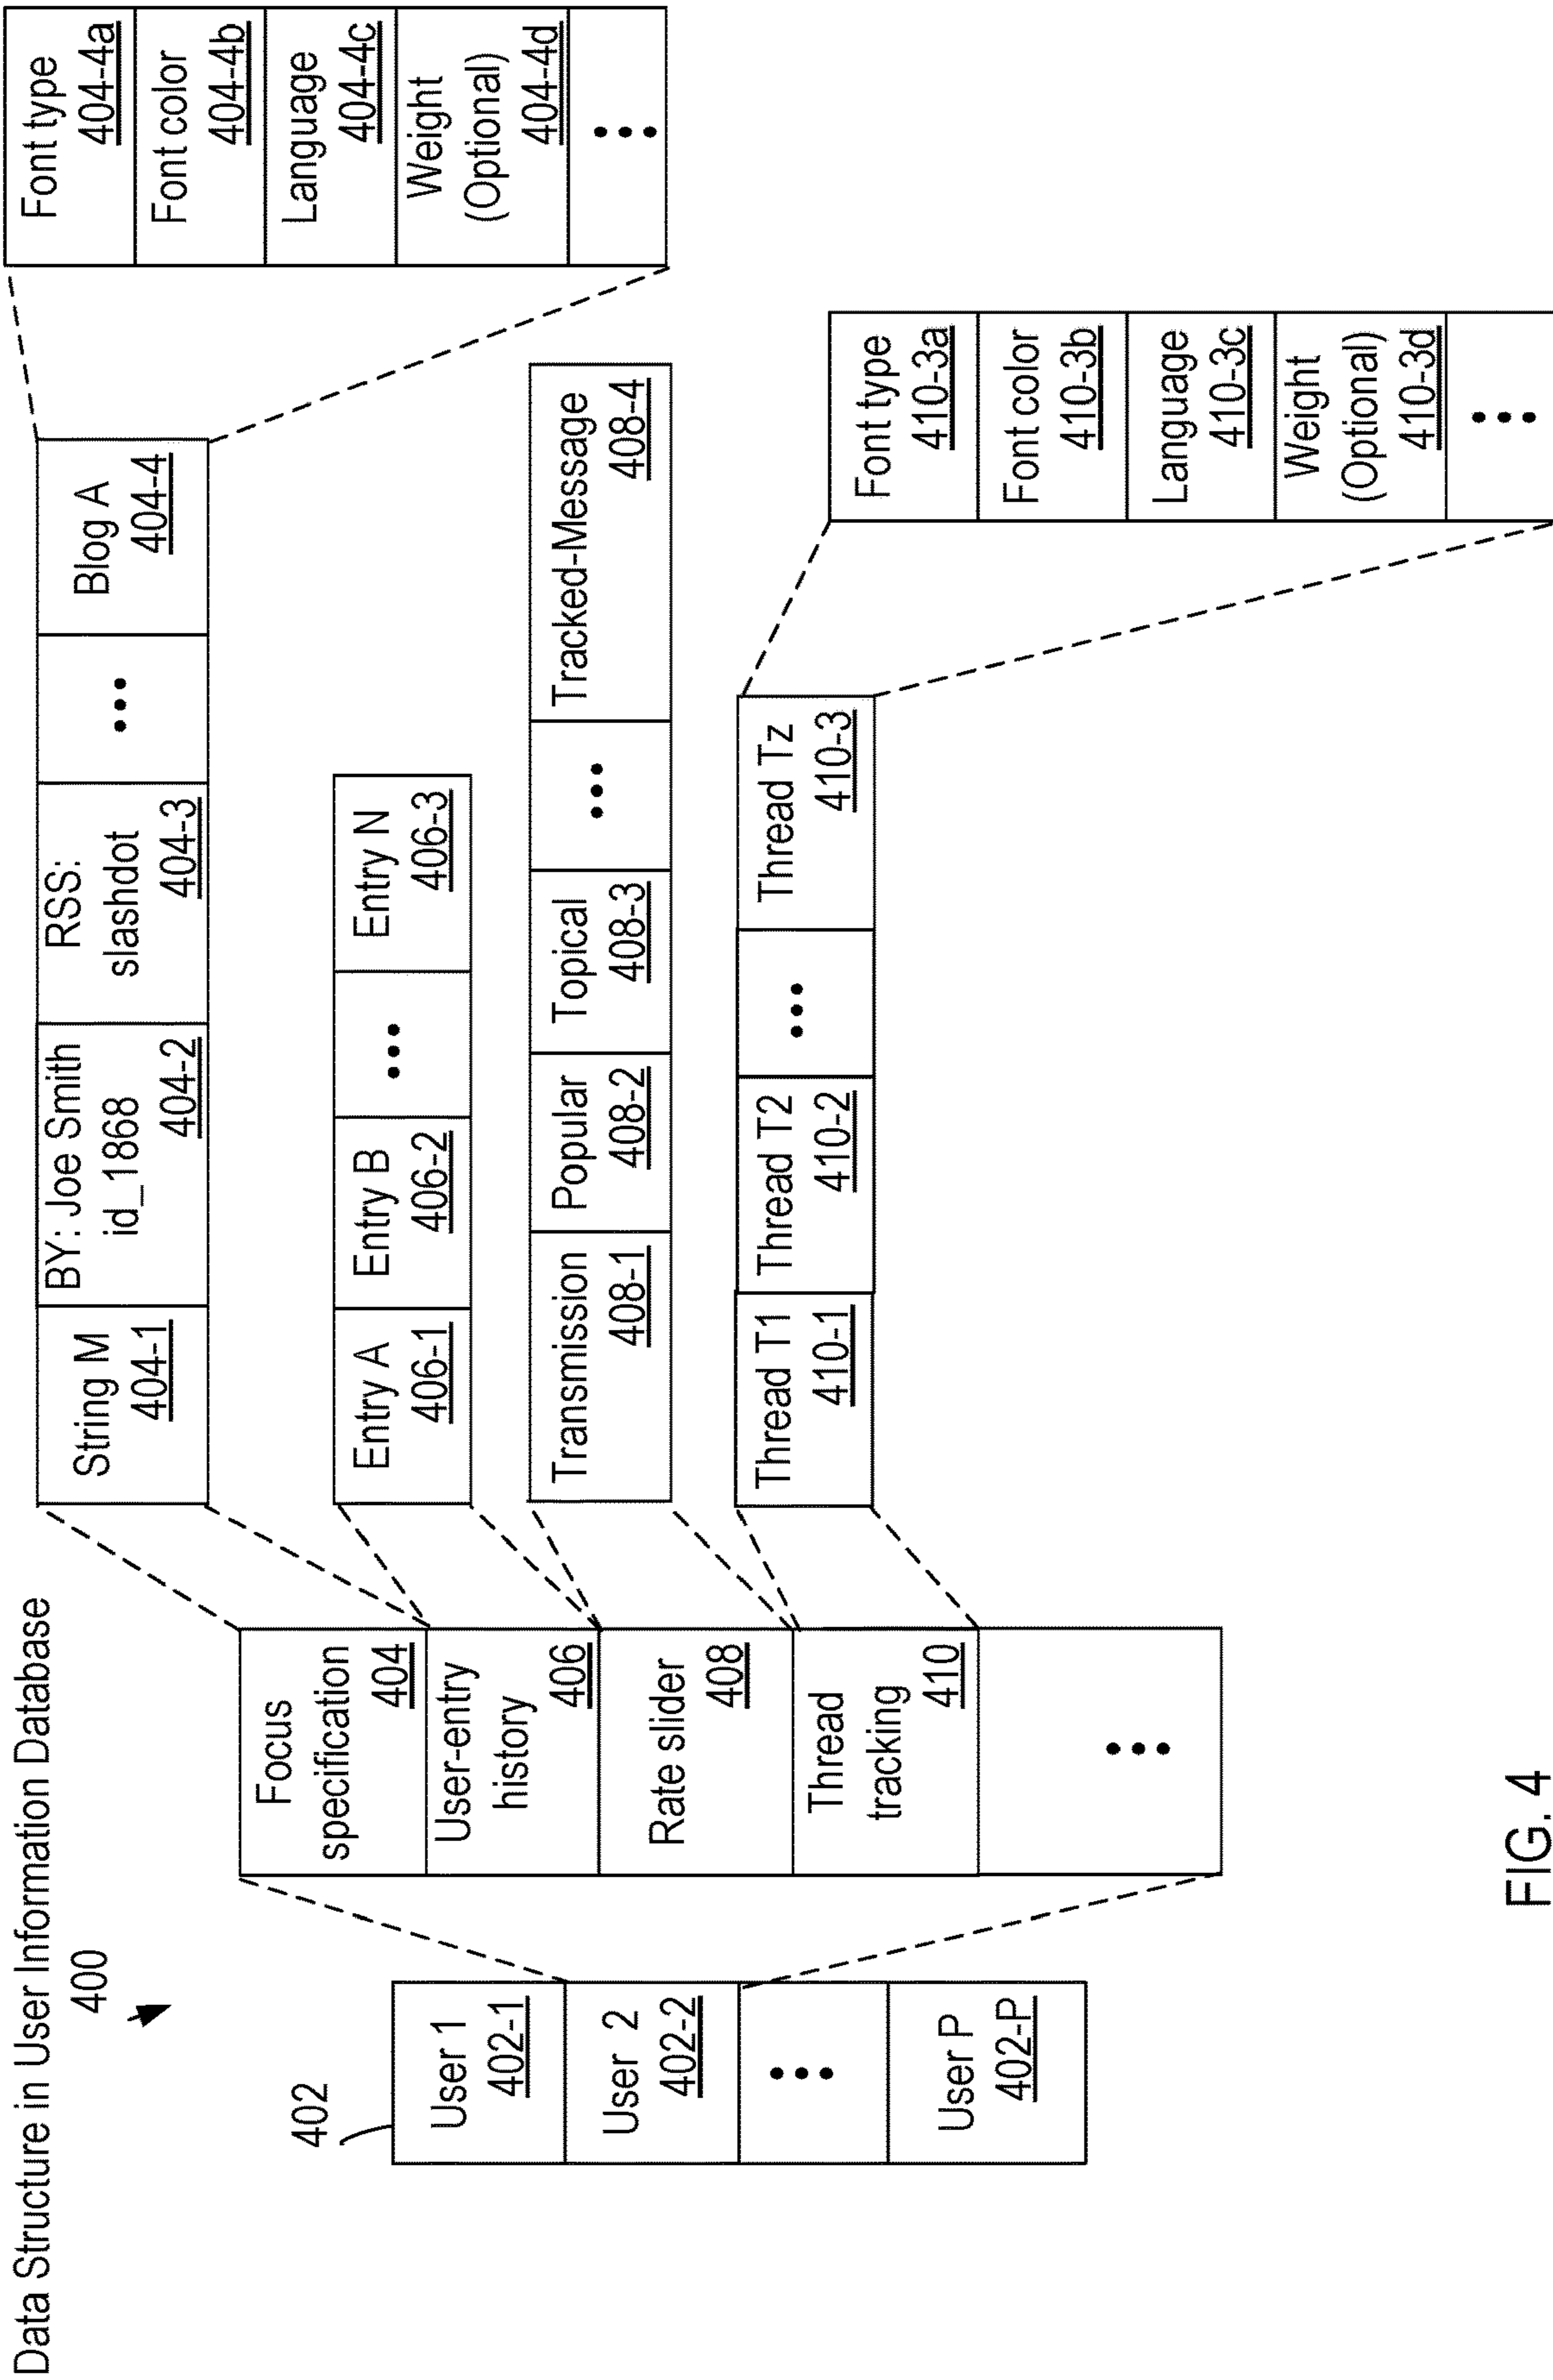 Data Structure in User Information Database
400
402
User 1
402-1
User 2
402-2
User P
402-P
Focus
specification
404
User-entry
history
406
Rate slider
408
Thread
tracking
410
String M
404-1
BY: Joe Smith
id_1868
404-2
RSS:
slashdot
404-3
Blog A
404-4
Entry A
406-1
Entry B
406-2
Entry N
406-3
Transmission
408-1
Popular
408-2
Topical
408-3
Tracked-Message
408-4
Thread T1
410-1
Thread T2
410-2
Thread Tz
410-3
Font type
404-4a
Font color
404-4b
Language
404-4c
Weight
(Optional)
404-4d
Font type
410-3a
Font color
410-3b
Language
410-3c
Weight
(Optional)
410-3d
FIG. 4